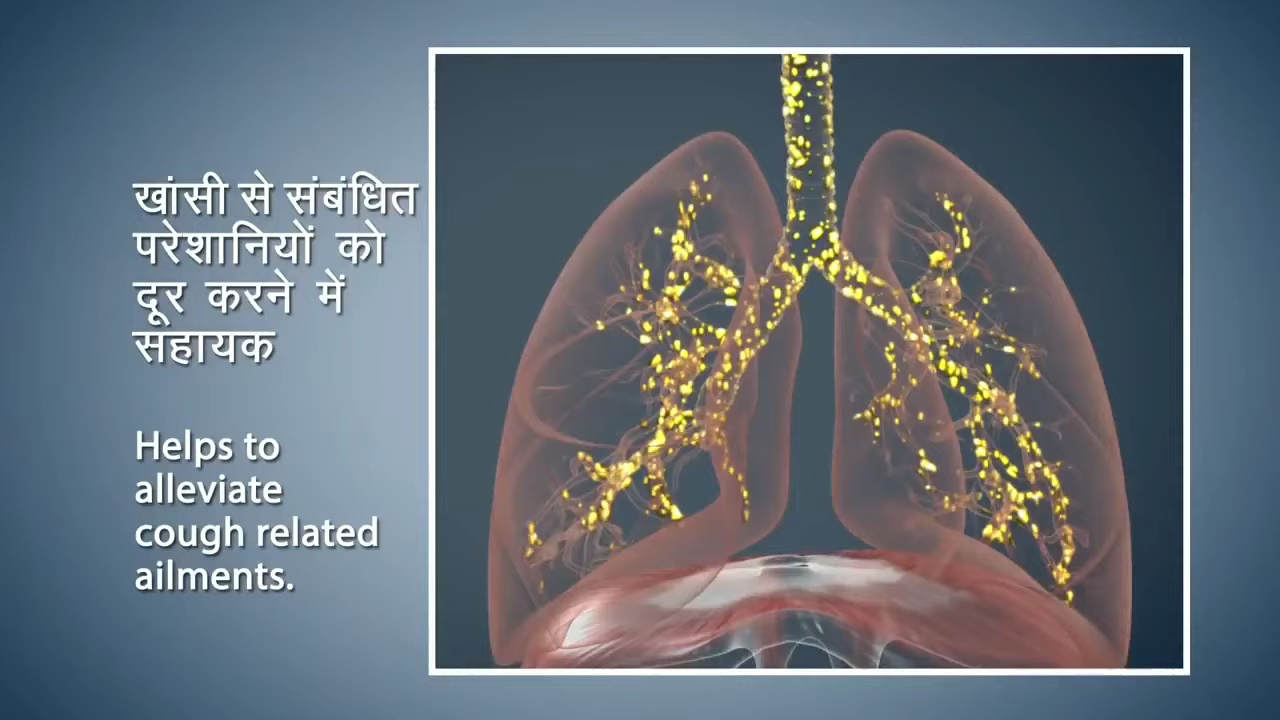 खांसी से संबंधित
परेशानियों को
दूर करने में
सहायक
Helps to
alleviate
cough related
ailments.